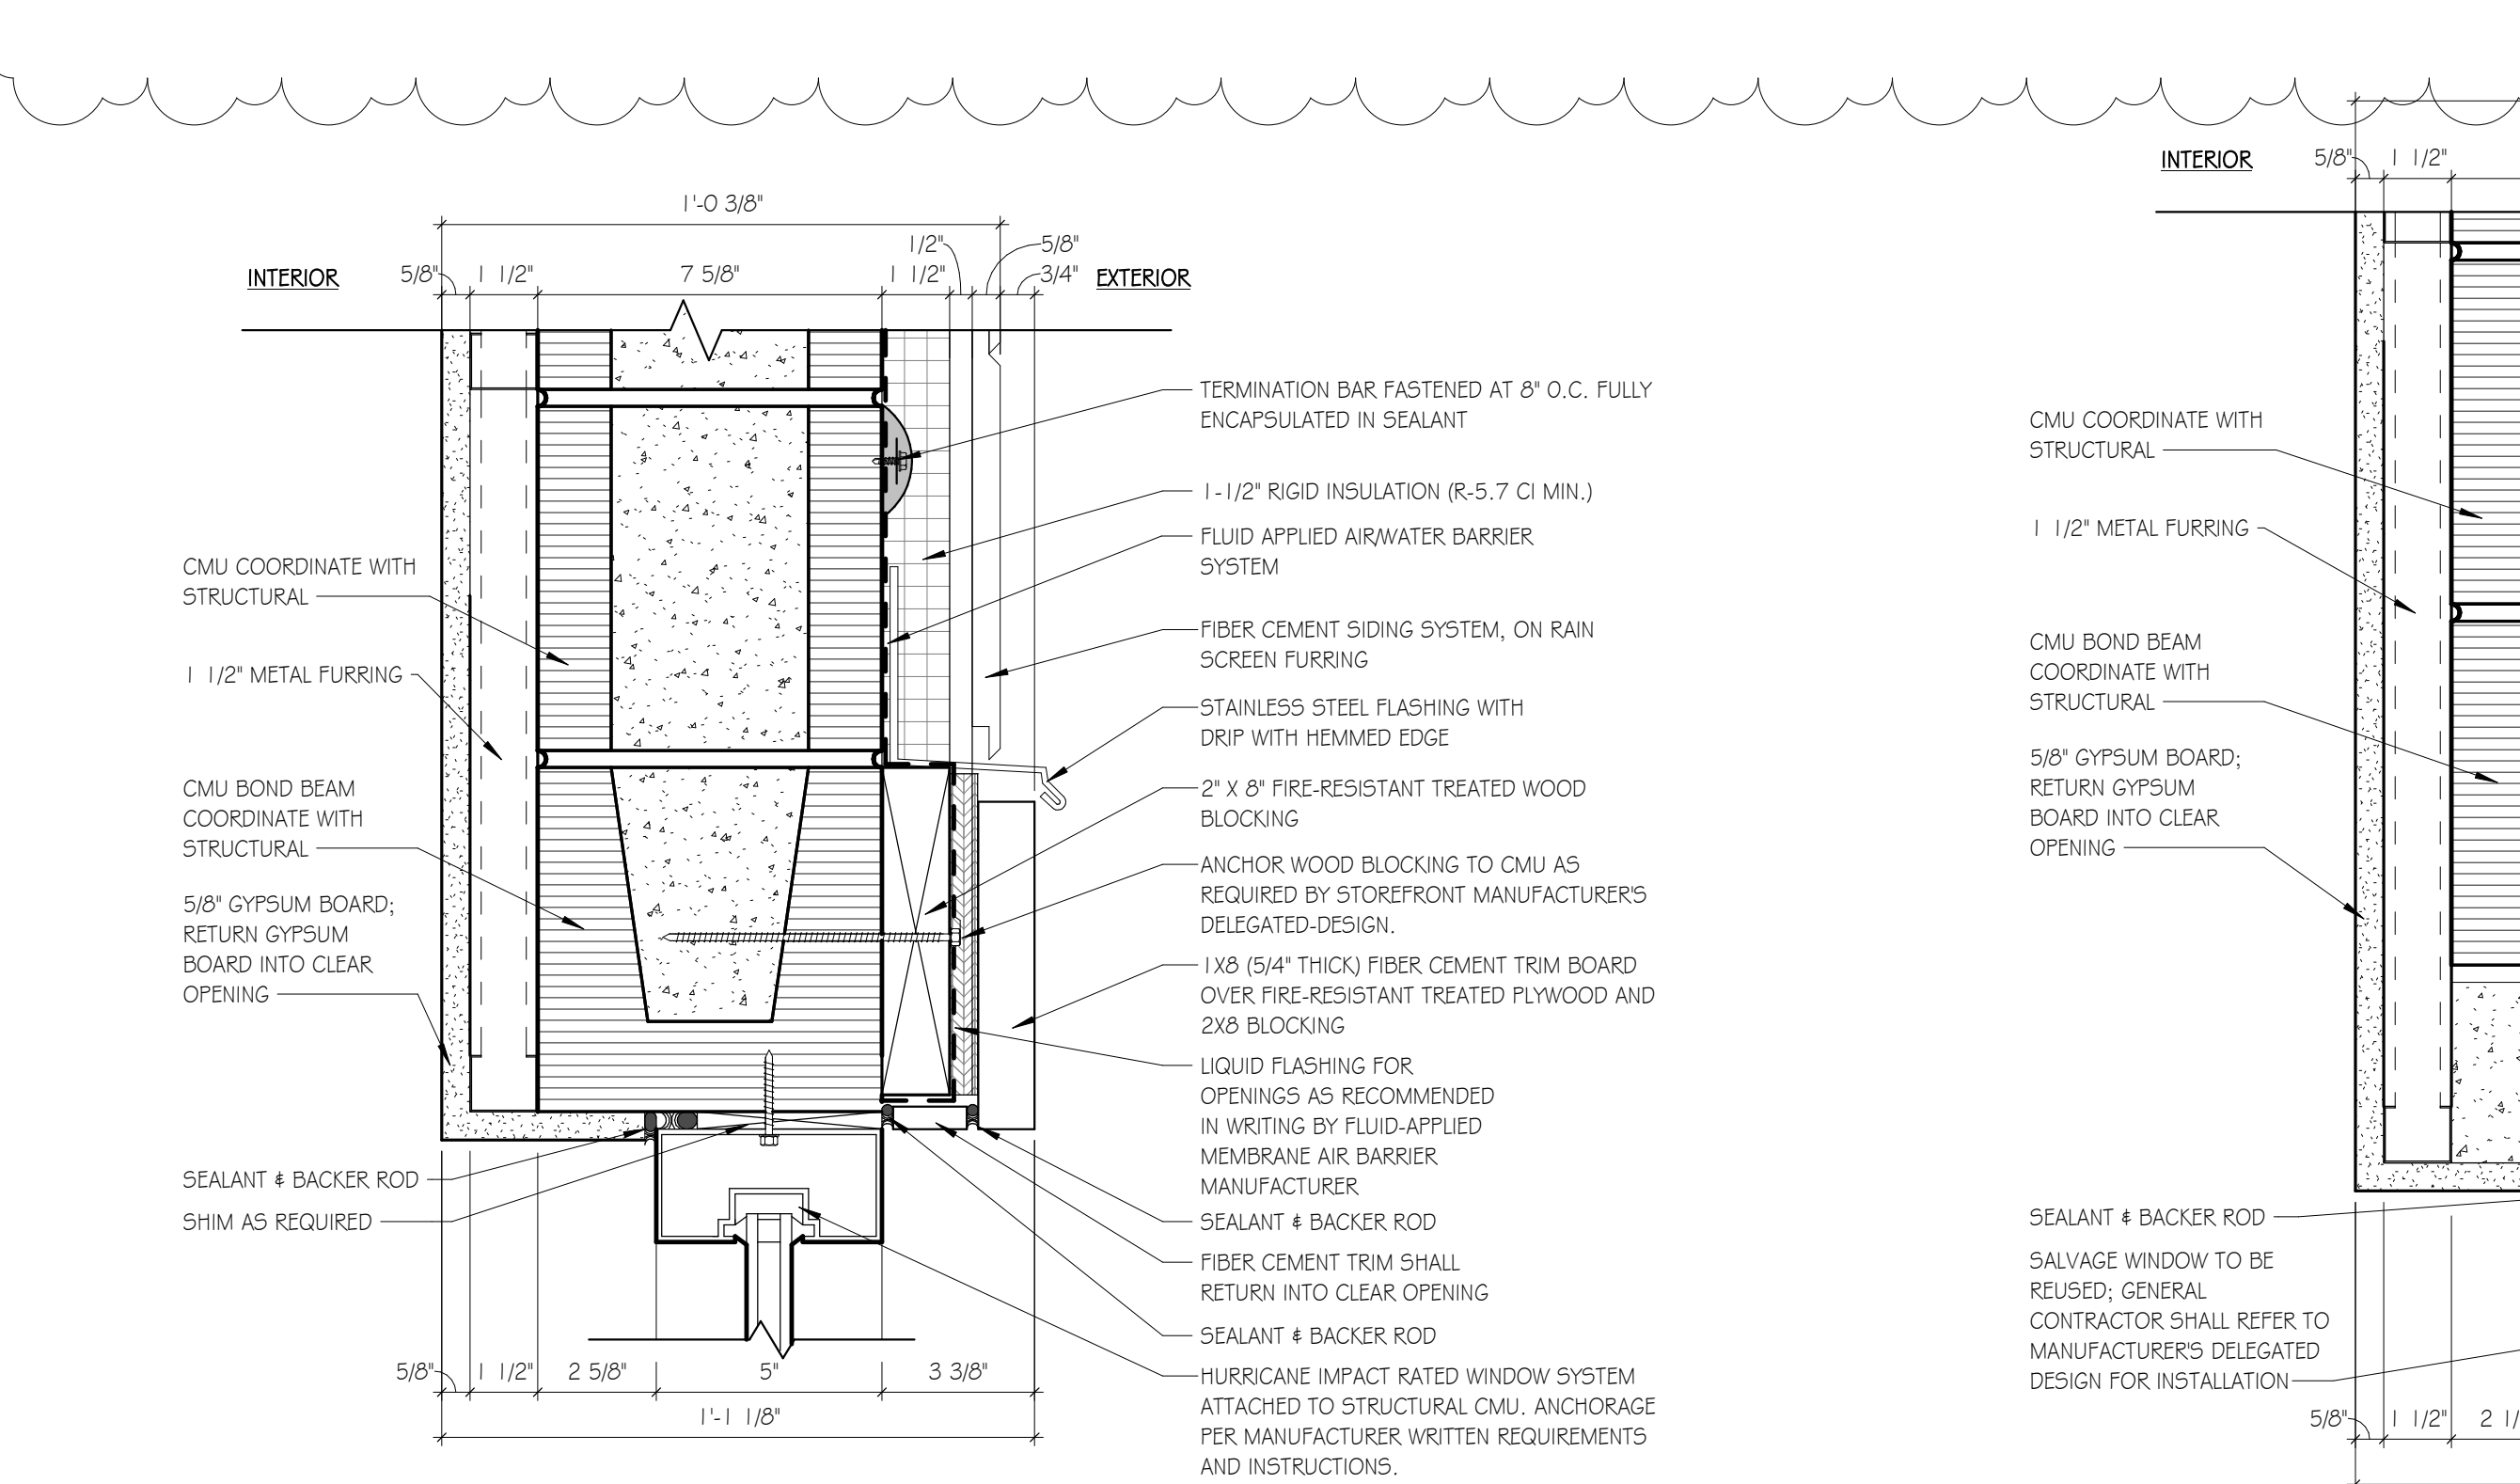 1'-0 3/8"
1/2"
5/8"
INTERIOR
5/8"
1 1/2"
7 5/8"
1 1/2"
3/4"
EXTERIOR
CMU COORDINATE WITH
STRUCTURAL
1 1/2" METAL FURRING
CMU BOND BEAM
COORDINATE WITH
STRUCTURAL
5/8" GYPSUM BOARD;
RETURN GYPSUM
BOARD INTO CLEAR
OPENING
SEALANT & BACKER ROD
SHIM AS REQUIRED
TERMINATION BAR FASTENED AT 8" O.C. FULLY
ENCAPSULATED IN SEALANT
1-1/2" RIGID INSULATION (R-5.7 CI MIN.)
FLUID APPLIED AIR/WATER BARRIER
SYSTEM
FIBER CEMENT SIDING SYSTEM, ON RAIN
SCREEN FURRING
STAINLESS STEEL FLASHING WITH
DRIP WITH HEMMED EDGE
2" X 8" FIRE-RESISTANT TREATED WOOD
BLOCKING
ANCHOR WOOD BLOCKING TO CMU AS
REQUIRED BY STOREFRONT MANUFACTURER'S
DELEGATED-DESIGN.
1X8 (5/4" THICK) FIBER CEMENT TRIM BOARD
OVER FIRE-RESISTANT TREATED PLYWOOD AND
2X8 BLOCKING
LIQUID FLASHING FOR
OPENINGS AS RECOMMENDED
IN WRITING BY FLUID-APPLIED
MEMBRANE AIR BARRIER
MANUFACTURER
SEALANT & BACKER ROD
FIBER CEMENT TRIM SHALL
RETURN INTO CLEAR OPENING
SEALANT & BACKER ROD
HURRICANE IMPACT RATED WINDOW SYSTEM
ATTACHED TO STRUCTURAL CMU. ANCHORAGE
PER MANUFACTURER WRITTEN REQUIREMENTS
AND INSTRUCTIONS.
5/8"
1 1/2"
2 5/8"
5"
3 3/8"
1'-1 1/8"
INTERIOR
5/8"
1 1/2"
CMU COORDINATE WITH
STRUCTURAL
1 1/2" METAL FURRING
CMU BOND BEAM
COORDINATE WITH
STRUCTURAL
5/8" GYPSUM BOARD;
RETURN GYPSUM
BOARD INTO CLEAR
OPENING
SEALANT & BACKER ROD
SALVAGE WINDOW TO BE
REUSED; GENERAL
CONTRACTOR SHALL REFER TO
MANUFACTURER'S DELEGATED
DESIGN FOR INSTALLATION
5/8"
1 1/2"